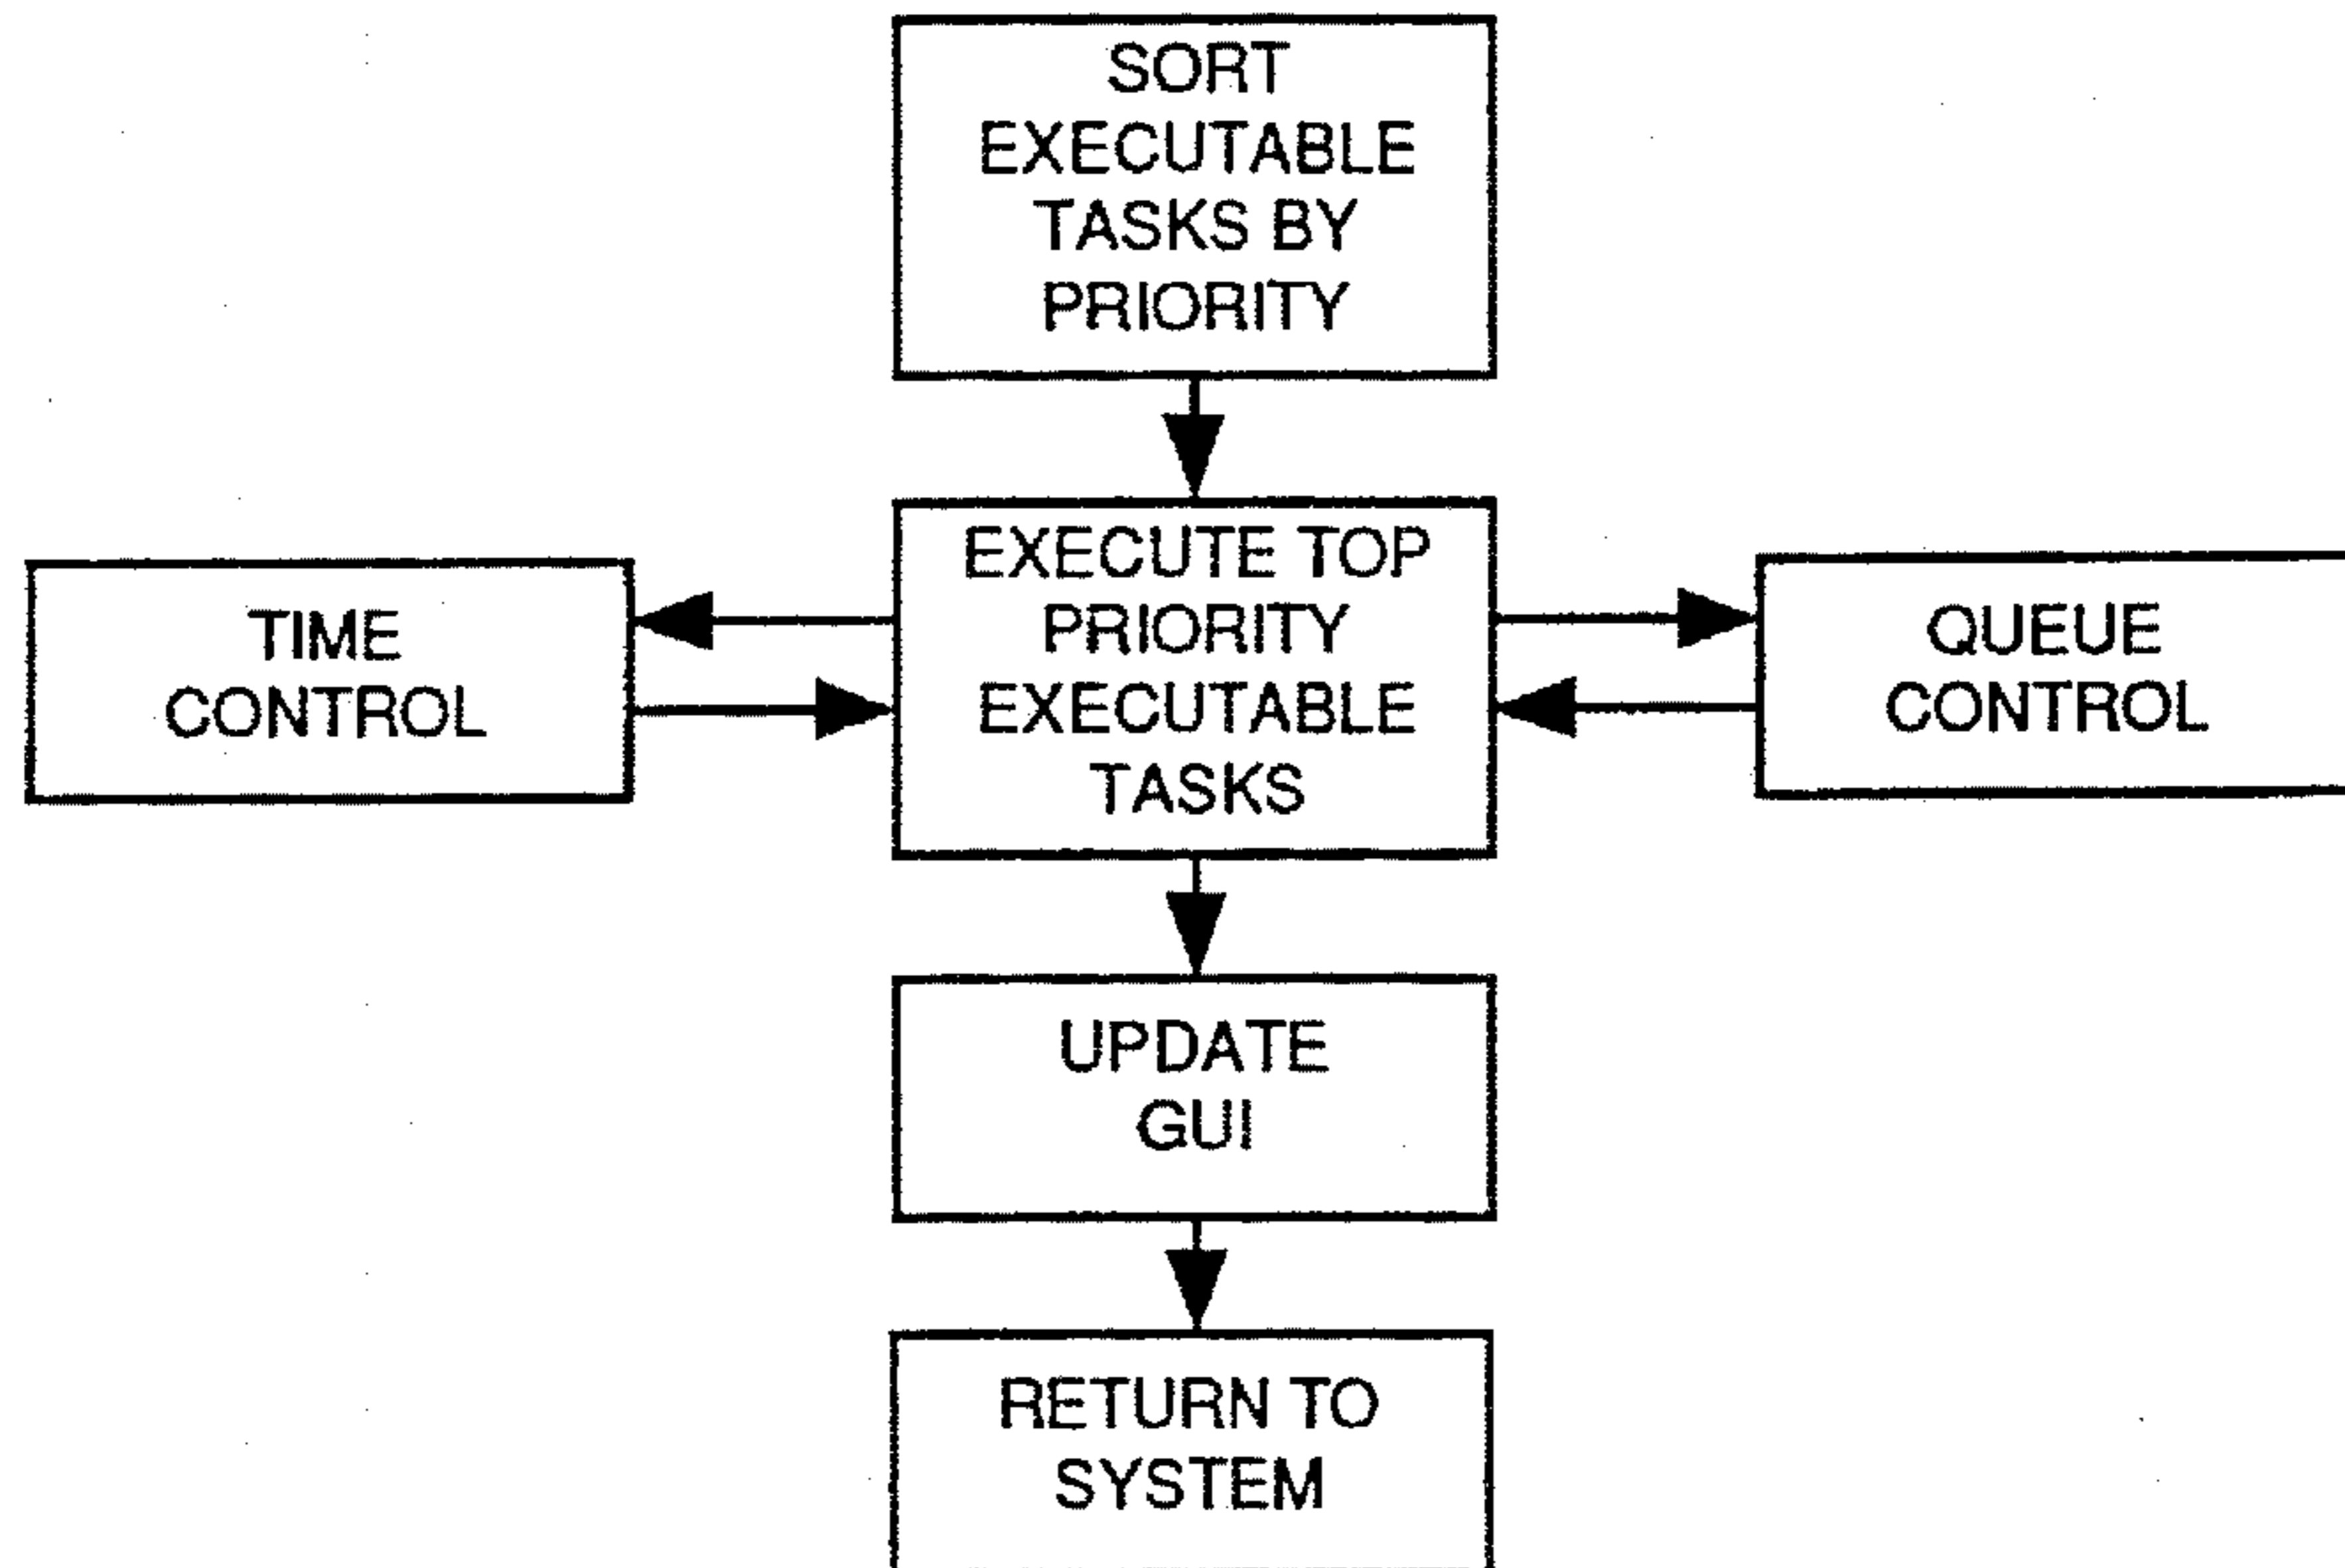 SORT
EXECUTABLE
TASKS BY
PRIORITY
EXECUTE TOP
PRIORITY
EXECUTABLE
TASKS
TIME
CONTROL
QUEUE
CONTROL
UPDATE
GUI
RETURN TO
SYSTEM